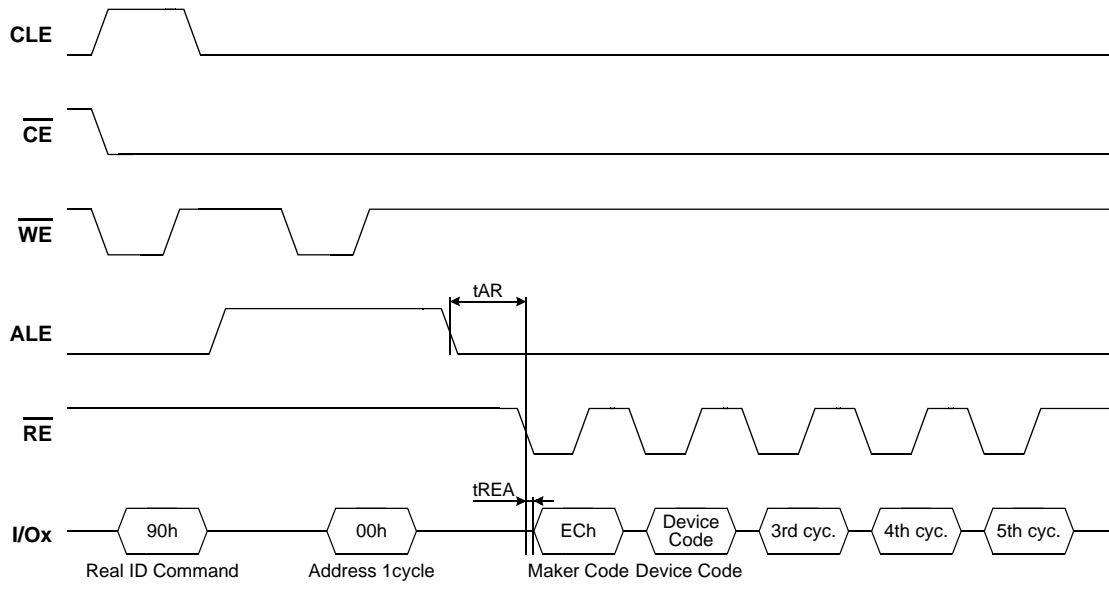 CLE
CE
WE
tAR
ALE
RE
tREA
I/Ox
90h
00h
ECh
Device
Code
3rd cyc.
4th cyc.
5th cyc.
Real ID Command
Address 1cycle
Maker Code Device Code